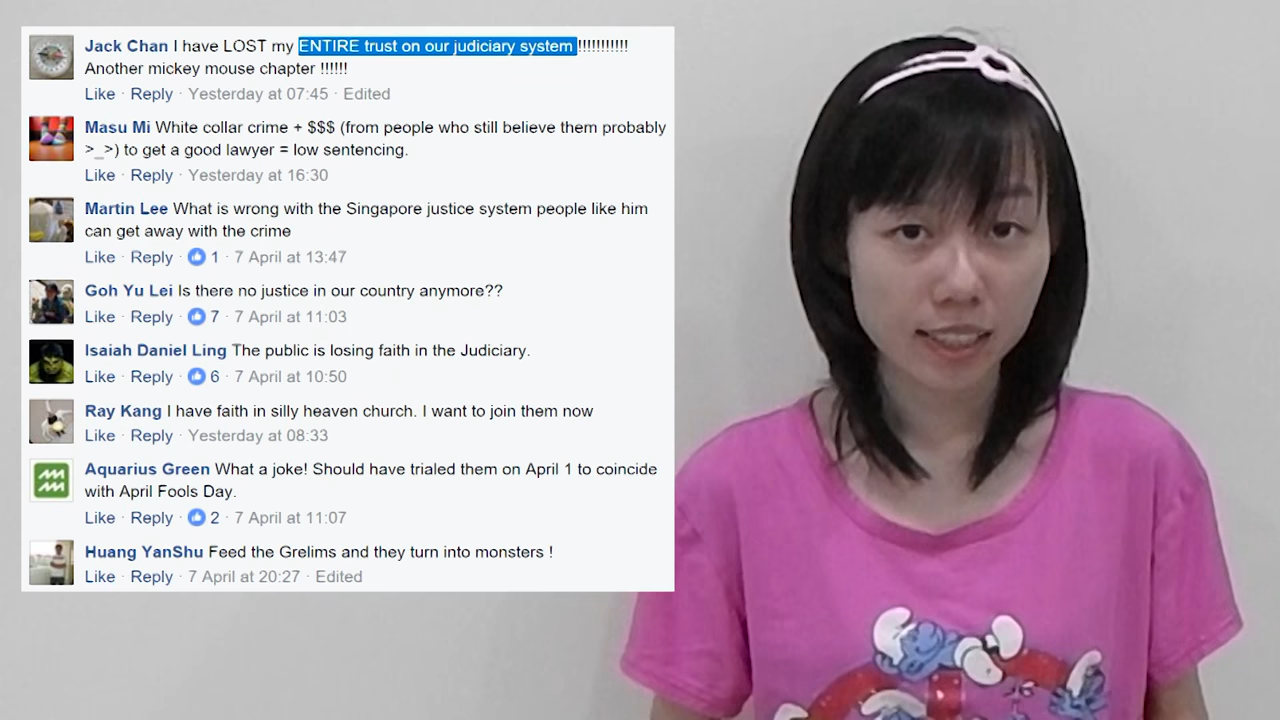 Jack Chan I have LOST my ENTIRE trust on our judiciary system !!!!!!!!!!!
Another mickey mouse chapter !!!!!!
Like · Reply · Yesterday at 07:45 · Edited
Masu Mi White collar crime + $$$ (from people who still believe them probably
>_>) to get a good lawyer = low sentencing.
Like · Reply · Yesterday at 16:30
Martin Lee What is wrong with the Singapore justice system people like him
can get away with the crime
Like · Reply · 1 · 7 April at 13:47
Goh Yu Lei Is there no justice in our country anymore??
Like · Reply · 7 · 7 April at 11:03
Isaiah Daniel Ling The public is losing faith in the Judiciary.
Like · Reply · 6 · 7 April at 10:50
Ray Kang I have faith in silly heaven church. I want to join them now
Like · Reply · Yesterday at 08:33
Aquarius Green What a joke! Should have trialed them on April 1 to coincide
with April Fools Day.
Like · Reply · 2 · 7 April at 11:07
Huang YanShu Feed the Grelims and they turn into monsters !
Like · Reply · 7 April at 20:27 · Edited